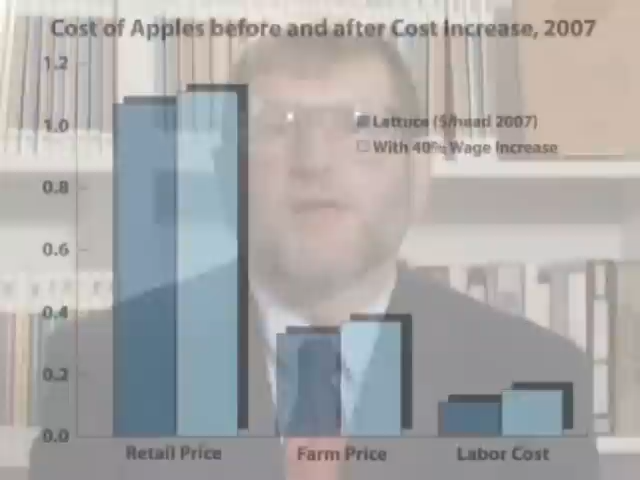 Cost of Apples before and after Cost Increase, 2007
1.2
1.0
0.8
0.6
0.4
0.2
0.0
Lettuce ($/head 2007)
With 40% Wage Increase
Retail Price
Farm Price
Labor Cost